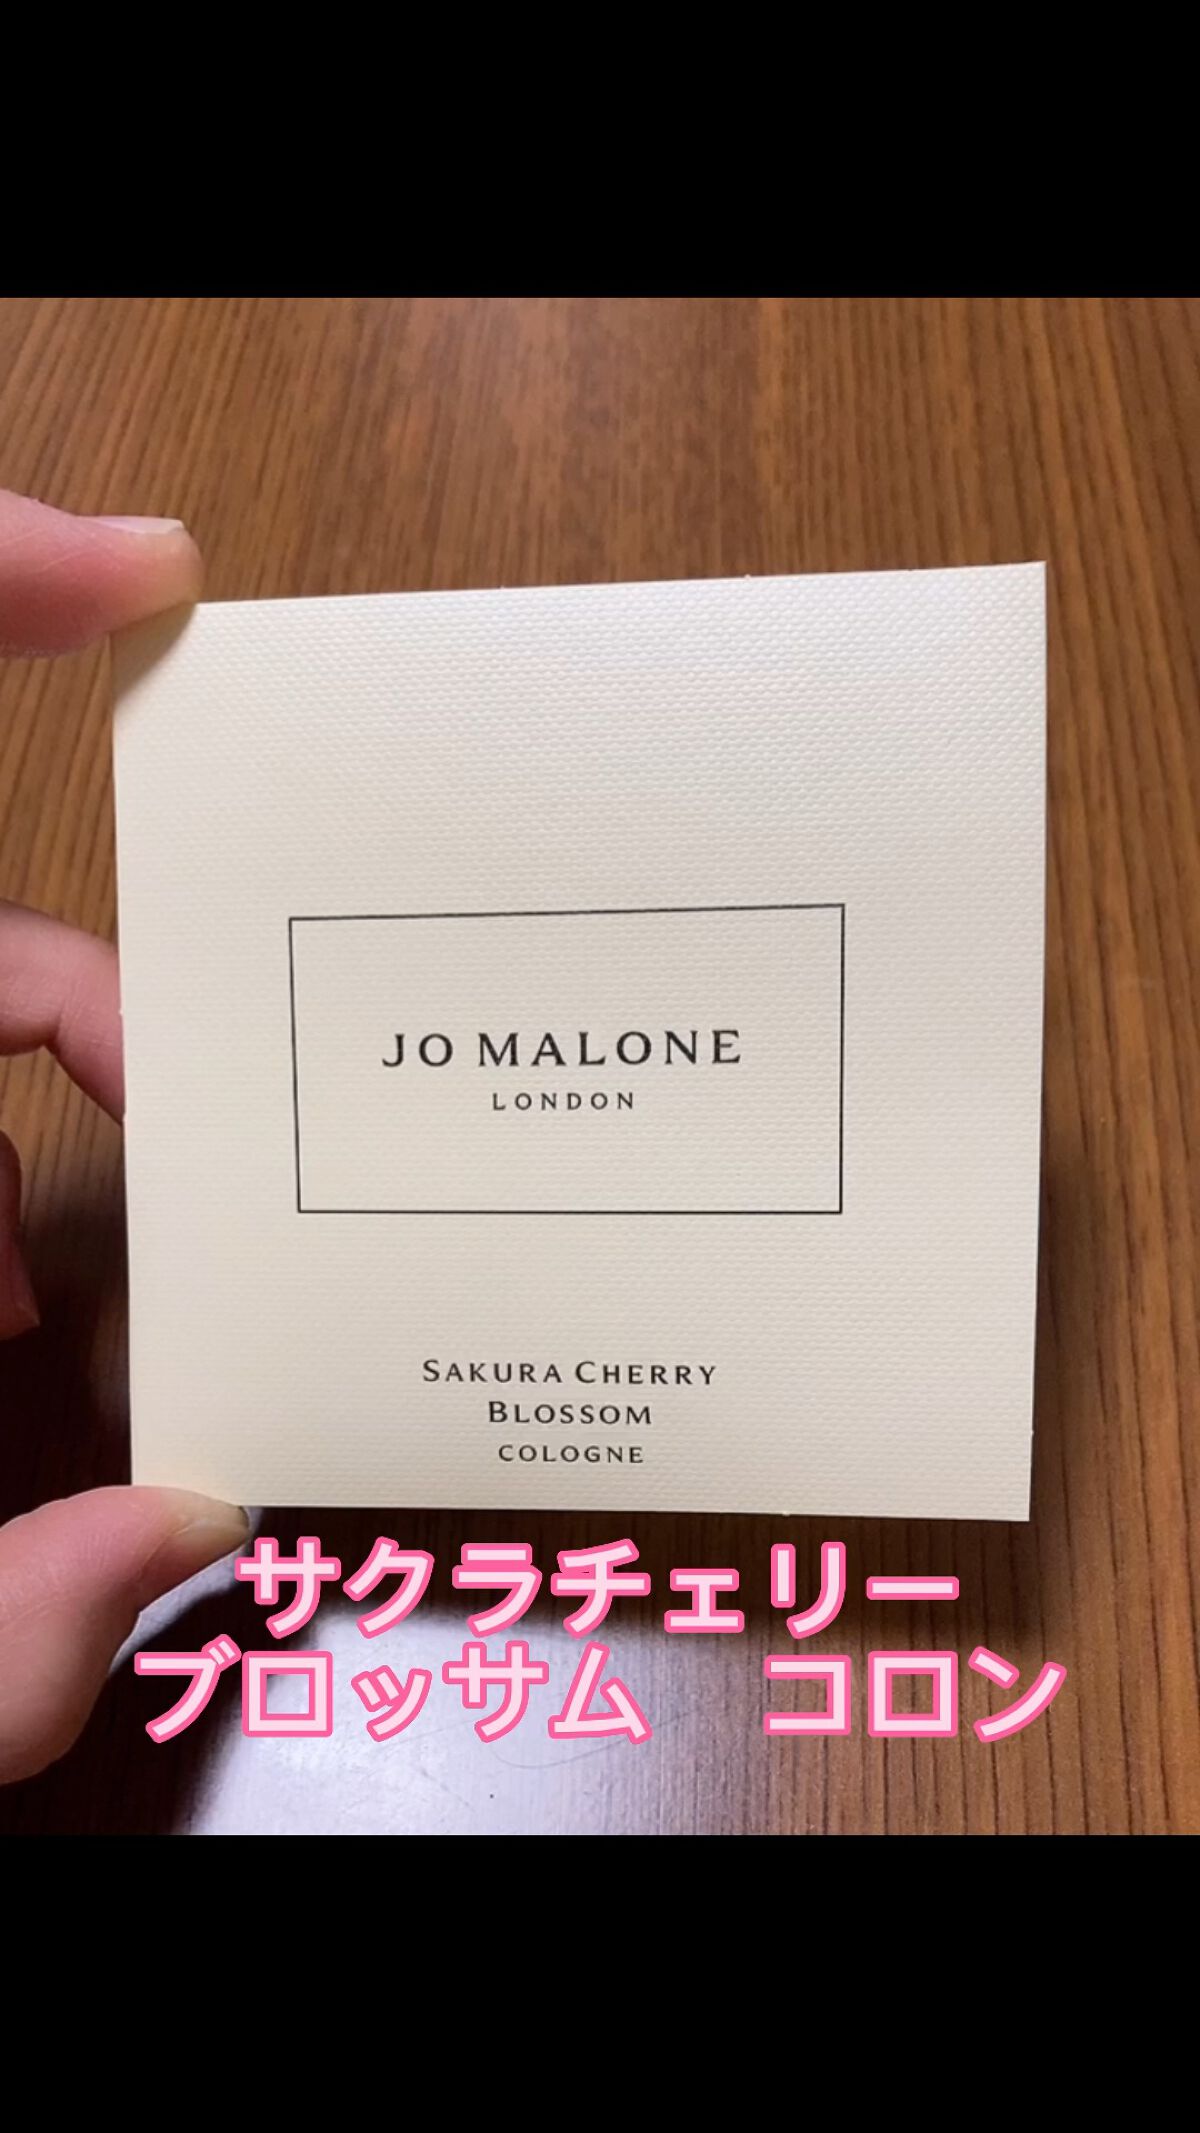 JO MALONE
LONDON
SAKURA CHERRY
BLOSSOM
COLOGNE
サクラチェリー
ブロッサム　コロン